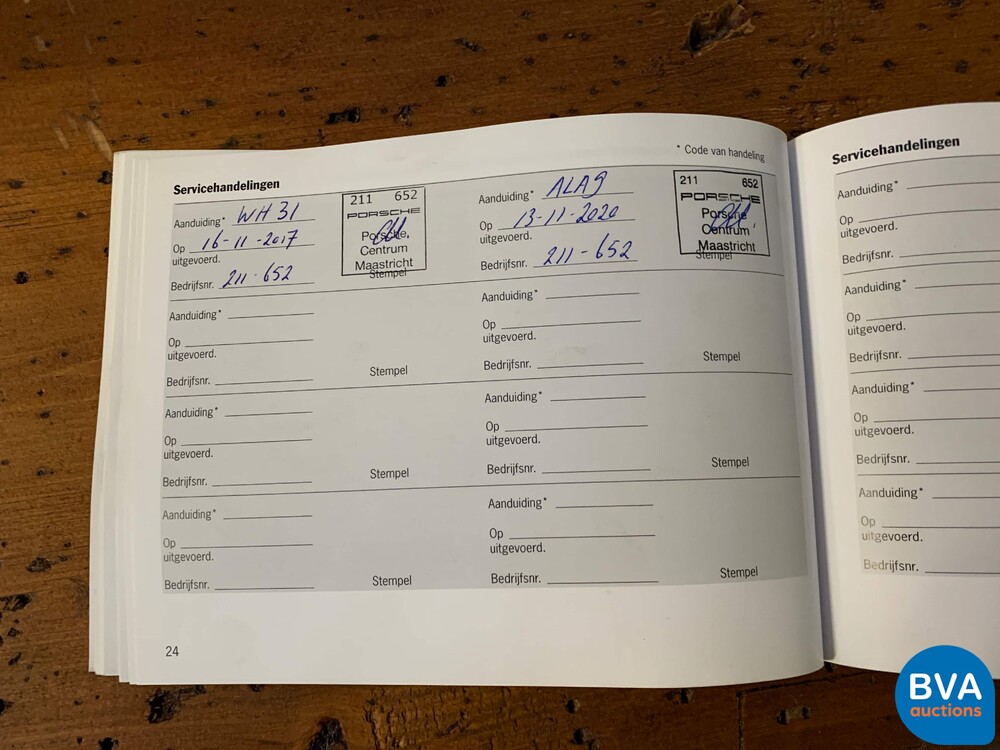 * Code van handeling
Servicehandelingen
Aanduiding* WH 31
Op 16-11-2017
uitgevoerd.
Bedrijfsnr. 211-652
211 652
PORSCHE
Porsche
Centrum
Maastricht
Stempel
Aanduiding* ALA9
Op 13-11-2020
uitgevoerd.
Bedrijfsnr. 211-652
211 652
PORSCHE
Porsche
Centrum
Maastricht
Stempel
Aanduiding*
Op
uitgevoerd.
Bedrijfsnr.
Stempel
Aanduiding*
Op
uitgevoerd.
Bedrijfsnr.
Stempel
Aanduiding*
Op
uitgevoerd.
Bedrijfsnr.
Stempel
Aanduiding*
Op
uitgevoerd.
Bedrijfsnr.
Stempel
Aanduiding*
Op
uitgevoerd.
Bedrijfsnr.
Stempel
Aanduiding*
Op
uitgevoerd.
Bedrijfsnr.
Stempel
24
Servicehandelingen
Aanduiding*
Op
uitgevoerd.
Bedrijfsnr.
Aanduiding*
Op
uitgevoerd.
Bedrijfsnr.
Aanduiding*
Op
uitgevoerd.
Bedrijfsnr.
Aanduiding*
Op
uitgevoerd.
Bedrijfsnr.
BVA
auctions